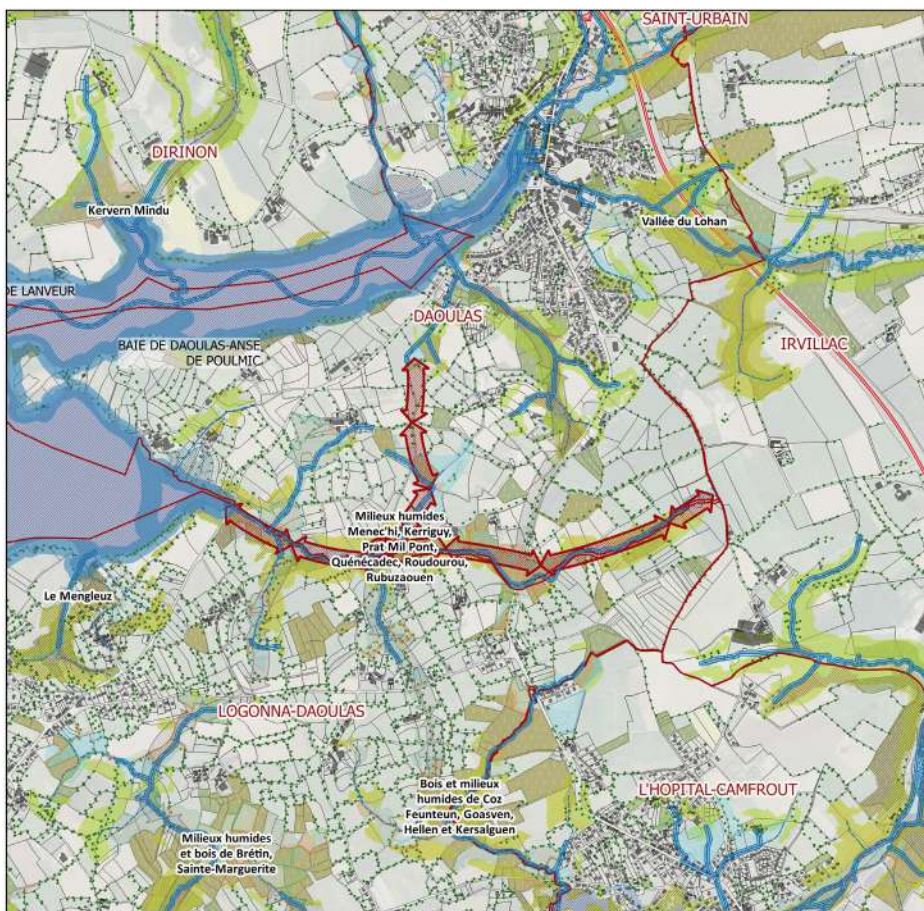 SAINT-URBAIN
DIRINON
Kervern Mindu
Vallée du Lohan
DE LANVEUR
DAOULAS
BAIE DE DAOULAS-ANSE
DE POULMIC
IRVILLAC
Milieux humides
Menec'hi, Kerriguy,
Prat Mil Pont,
Quénécadec, Roudourou,
Rubuzaouen
Le Mengleuz
LOGONNA-DAOULAS
Bois et milieux
humides de Coz
Feunteun, Goasven,
Hellen et Kersalguen
L'HOPITAL-CAMFROUT
Milieux humides
et bois de Brétin,
Sainte-Marguerite